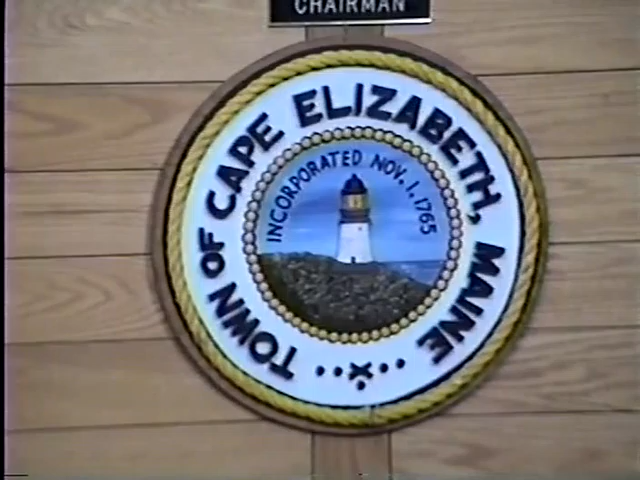 CHAIRMAN
TOWN OF CAPE ELIZABETH, MAINE
INCORPORATED NOV. 1, 1765